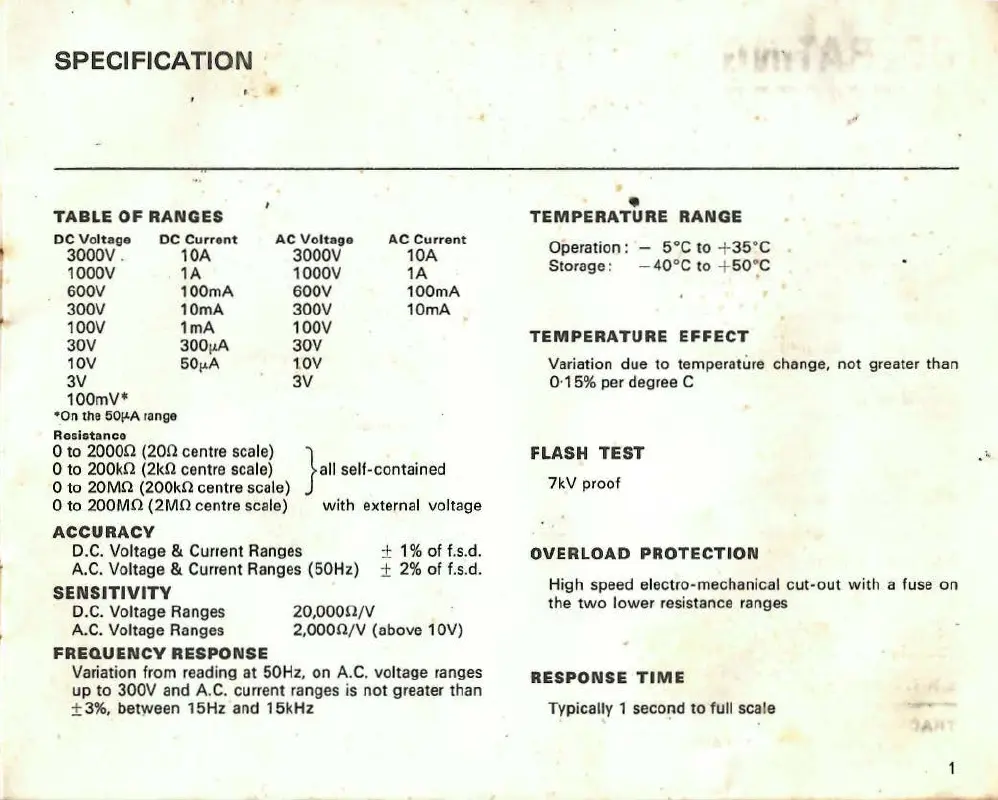 SPECIFICATION
TABLE OF RANGES
DC Voltage DC Current AC Voltage AC Current
3000V 10A 3000V 10A
1000V 1A 1000V 1A
600V 100mA 600V 100mA
300V 10mA 300V 10mA
100V 1mA 100V
30V 300μA 30V
10V 50μA 10V
3V 3V
100mV*
*On the 50μA range
Resistance
0 to 2000Ω (20Ω centre scale)
0 to 200kΩ (2kΩ centre scale) all self-contained
0 to 20MΩ (200kΩ centre scale)
0 to 200MΩ (2MΩ centre scale) with external voltage
ACCURACY
D.C. Voltage & Current Ranges ± 1% of f.s.d.
A.C. Voltage & Current Ranges (50Hz) ± 2% of f.s.d.
SENSITIVITY
D.C. Voltage Ranges 20,000Ω/V
A.C. Voltage Ranges 2,000Ω/V (above 10V)
FREQUENCY RESPONSE
Variation from reading at 50Hz, on A.C. voltage ranges
up to 300V and A.C. current ranges is not greater than
±3%, between 15Hz and 15kHz
TEMPERATURE RANGE
Operation: – 5°C to +35°C
Storage: –40°C to +50°C
TEMPERATURE EFFECT
Variation due to temperature change, not greater than
0·15% per degree C
FLASH TEST
7kV proof
OVERLOAD PROTECTION
High speed electro-mechanical cut-out with a fuse on
the two lower resistance ranges
RESPONSE TIME
Typically 1 second to full scale
1